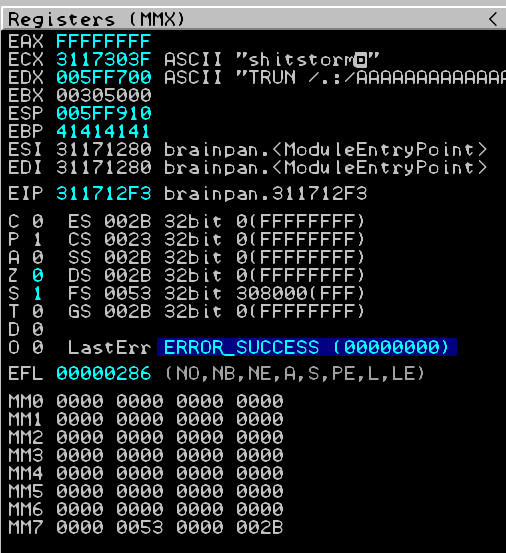 Registers (MMX) <
EAX FFFFFFFF
ECX 3117303F ASCII "shitstorm◘"
EDX 005FF700 ASCII "TRUN /.:/AAAAAAAAAAAAA
EBX 00305000
ESP 005FF910
EBP 41414141
ESI 31171280 brainpan.<ModuleEntryPoint>
EDI 31171280 brainpan.<ModuleEntryPoint>
EIP 311712F3 brainpan.311712F3
C 0 ES 002B 32bit 0(FFFFFFFF)
P 1 CS 0023 32bit 0(FFFFFFFF)
A 0 SS 002B 32bit 0(FFFFFFFF)
Z 0 DS 002B 32bit 0(FFFFFFFF)
S 1 FS 0053 32bit 308000(FFF)
T 0 GS 002B 32bit 0(FFFFFFFF)
D 0
O 0 LastErr ERROR_SUCCESS (00000000)
EFL 00000286 (NO,NB,NE,A,S,PE,L,LE)
MM0 0000 0000 0000 0000
MM1 0000 0000 0000 0000
MM2 0000 0000 0000 0000
MM3 0000 0000 0000 0000
MM4 0000 0000 0000 0000
MM5 0000 0000 0000 0000
MM6 0000 0000 0000 0000
MM7 0000 0053 0000 002B